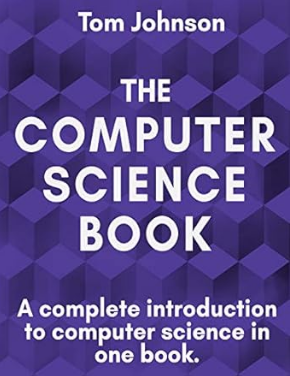 Tom Johnson
THE
COMPUTER
SCIENCE
BOOK
A complete introduction
to computer science in
one book.